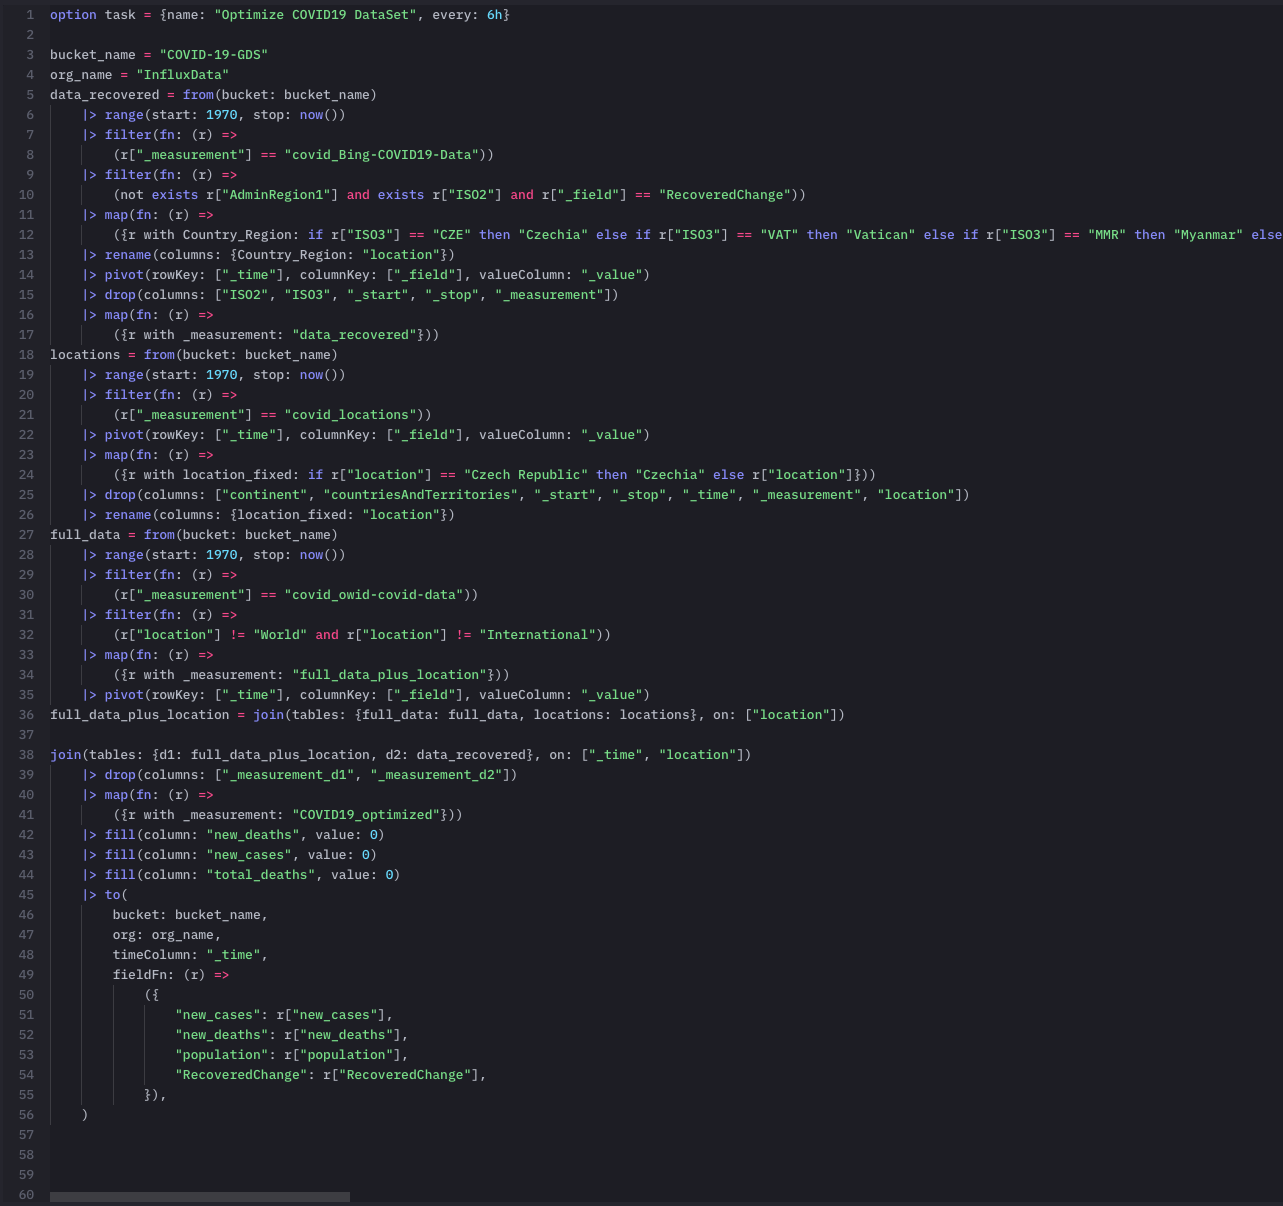 1 option task = {name: "Optimize COVID19 DataSet", every: 6h}
2
3 bucket_name = "COVID-19-GDS"
4 org_name = "InfluxData"
5 data_recovered = from(bucket: bucket_name)
6     |> range(start: 1970, stop: now())
7     |> filter(fn: (r) =>
8         (r["_measurement"] == "covid_Bing-COVID19-Data"))
9     |> filter(fn: (r) =>
10         (not exists r["AdminRegion1"] and exists r["ISO2"] and r["_field"] == "RecoveredChange"))
11     |> map(fn: (r) =>
12         ({r with Country_Region: if r["ISO3"] == "CZE" then "Czechia" else if r["ISO3"] == "VAT" then "Vatican" else if r["ISO3"] == "MMR" then "Myanmar" else
13     |> rename(columns: {Country_Region: "location"})
14     |> pivot(rowKey: ["_time"], columnKey: ["_field"], valueColumn: "_value")
15     |> drop(columns: ["ISO2", "ISO3", "_start", "_stop", "_measurement"])
16     |> map(fn: (r) =>
17         ({r with _measurement: "data_recovered"}))
18 locations = from(bucket: bucket_name)
19     |> range(start: 1970, stop: now())
20     |> filter(fn: (r) =>
21         (r["_measurement"] == "covid_locations"))
22     |> pivot(rowKey: ["_time"], columnKey: ["_field"], valueColumn: "_value")
23     |> map(fn: (r) =>
24         ({r with location_fixed: if r["location"] == "Czech Republic" then "Czechia" else r["location"]}))
25     |> drop(columns: ["continent", "countriesAndTerritories", "_start", "_stop", "_time", "_measurement", "location"])
26     |> rename(columns: {location_fixed: "location"})
27 full_data = from(bucket: bucket_name)
28     |> range(start: 1970, stop: now())
29     |> filter(fn: (r) =>
30         (r["_measurement"] == "covid_owid-covid-data"))
31     |> filter(fn: (r) =>
32         (r["location"] != "World" and r["location"] != "International"))
33     |> map(fn: (r) =>
34         ({r with _measurement: "full_data_plus_location"}))
35     |> pivot(rowKey: ["_time"], columnKey: ["_field"], valueColumn: "_value")
36 full_data_plus_location = join(tables: {full_data: full_data, locations: locations}, on: ["location"])
37
38 join(tables: {d1: full_data_plus_location, d2: data_recovered}, on: ["_time", "location"])
39     |> drop(columns: ["_measurement_d1", "_measurement_d2"])
40     |> map(fn: (r) =>
41         ({r with _measurement: "COVID19_optimized"}))
42     |> fill(column: "new_deaths", value: 0)
43     |> fill(column: "new_cases", value: 0)
44     |> fill(column: "total_deaths", value: 0)
45     |> to(
46         bucket: bucket_name,
47         org: org_name,
48         timeColumn: "_time",
49         fieldFn: (r) =>
50             ({
51                 "new_cases": r["new_cases"],
52                 "new_deaths": r["new_deaths"],
53                 "population": r["population"],
54                 "RecoveredChange": r["RecoveredChange"],
55             }),
56     )
57
58
59
60